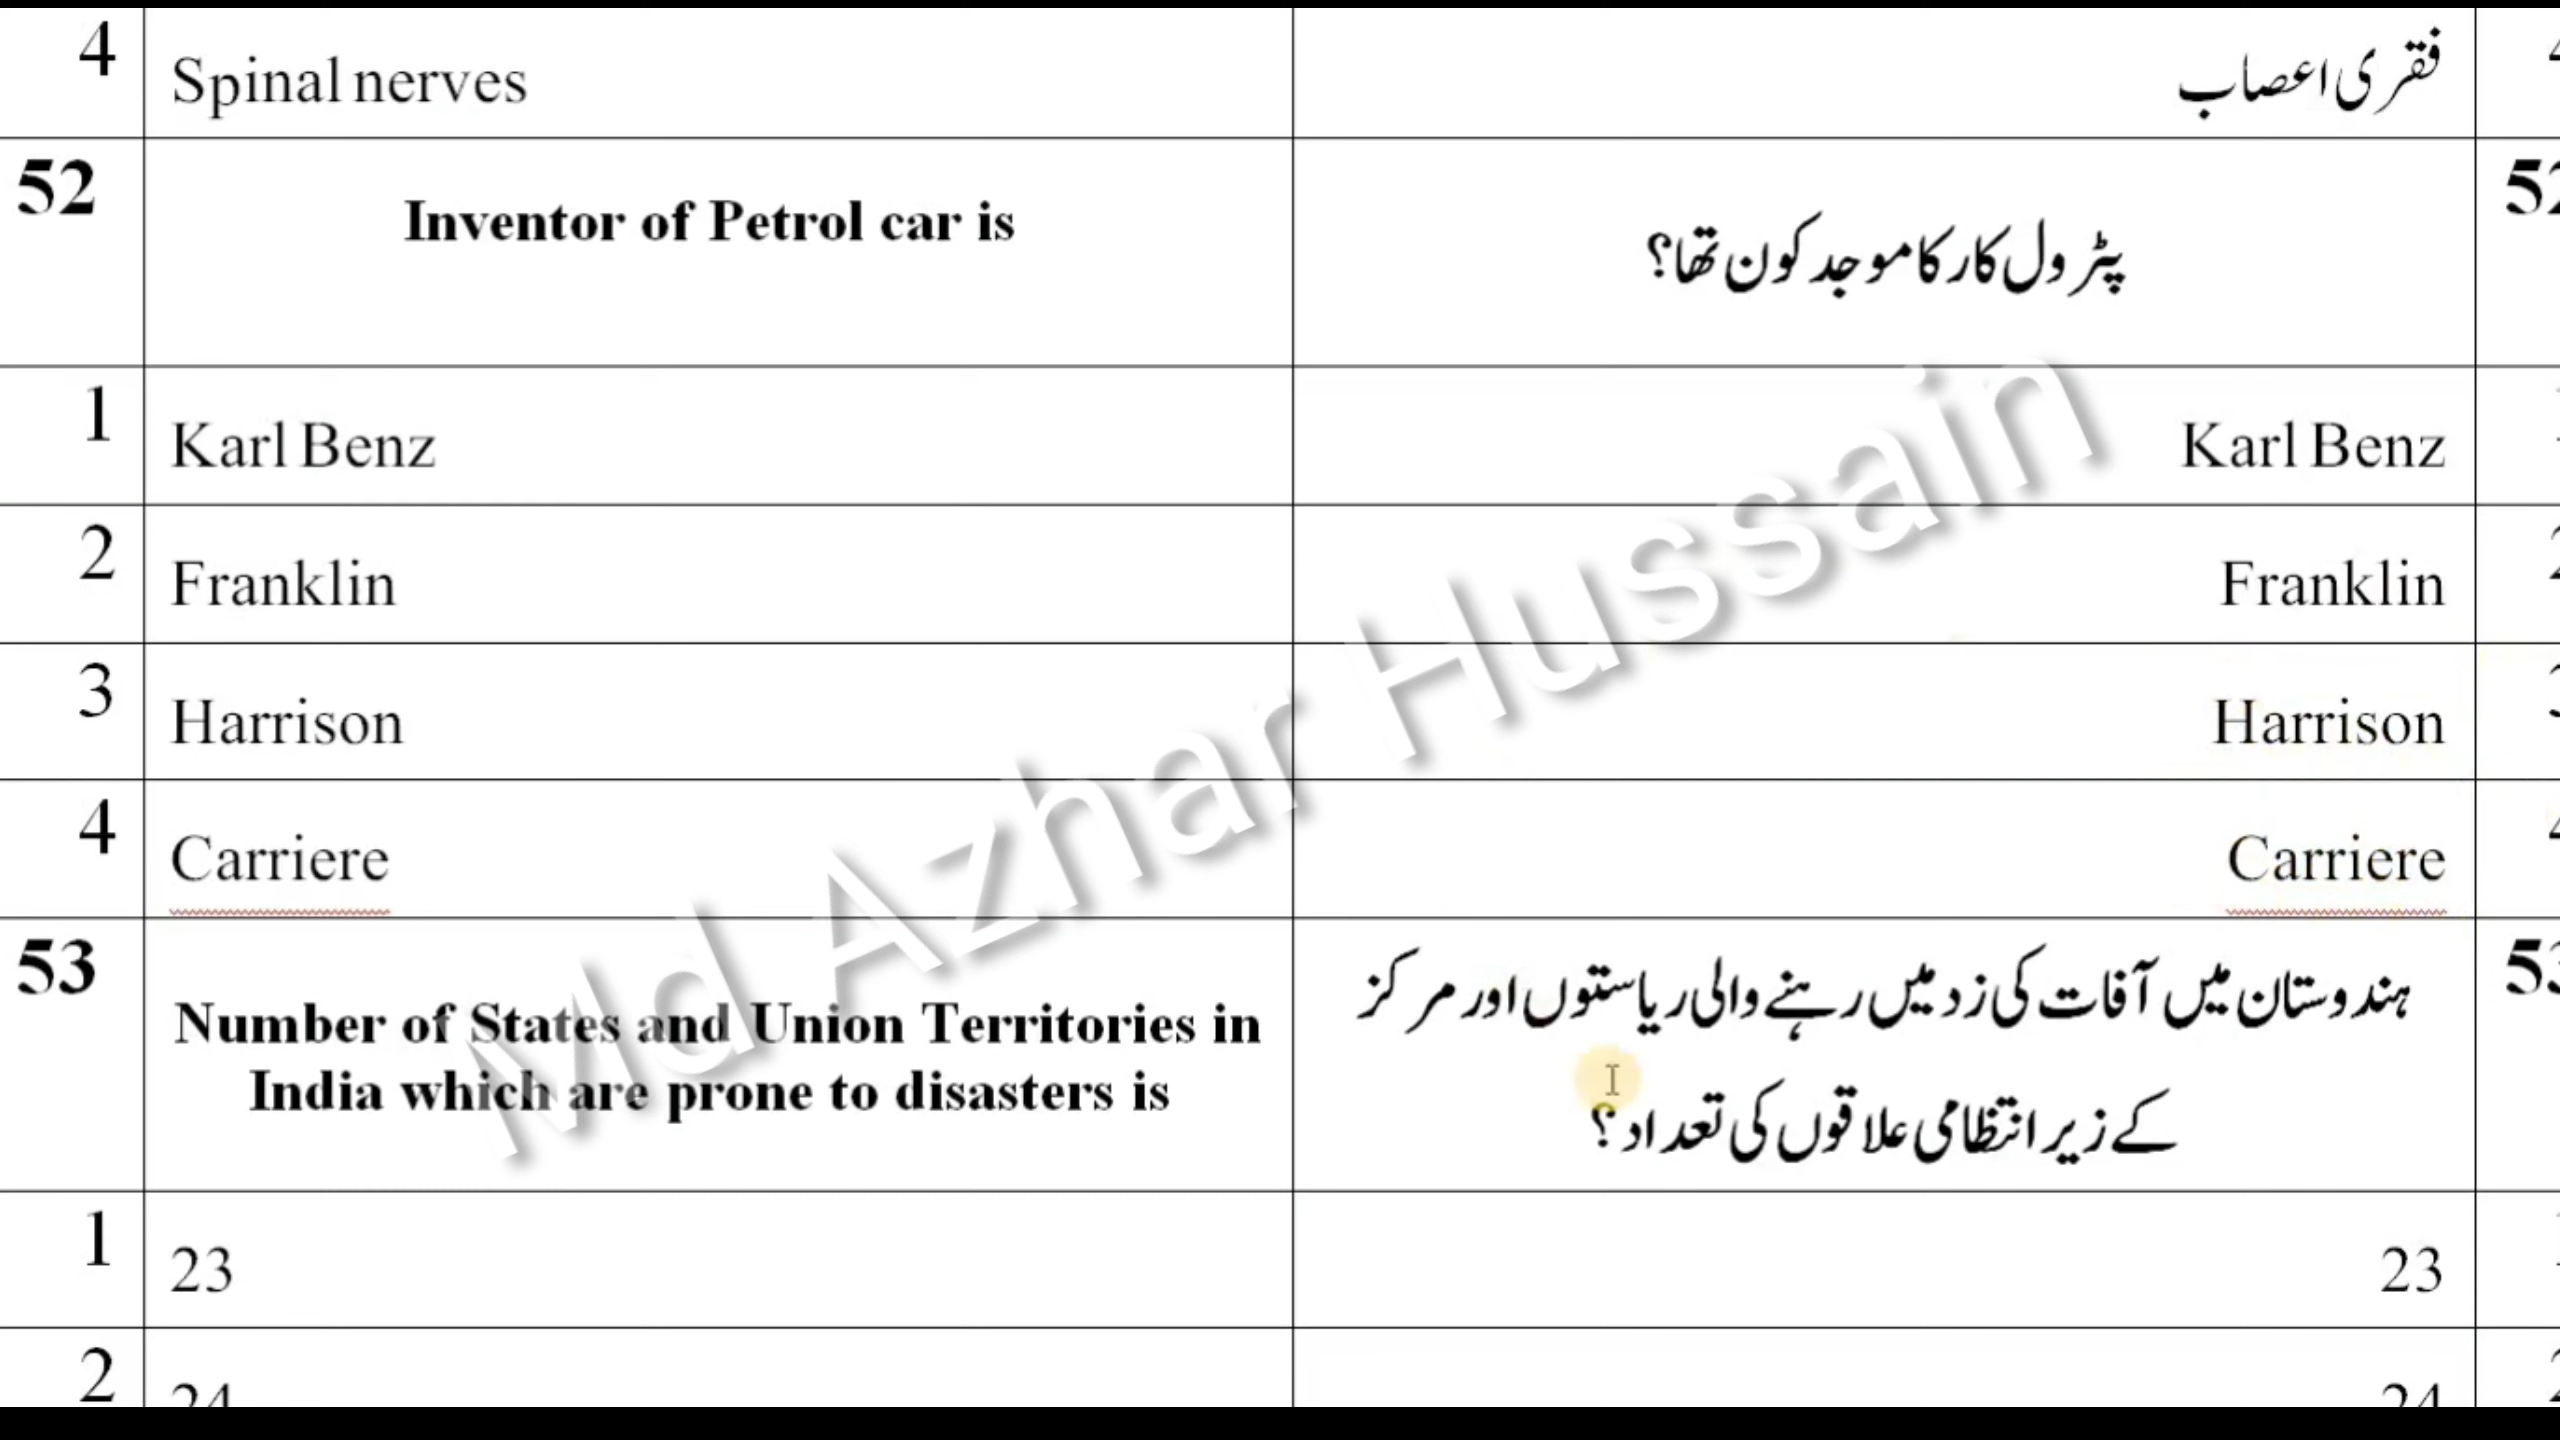 4 Spinal nerves فقری اعصاب
52 Inventor of Petrol car is پٹرول کار کا موجد کون تھا؟
1 Karl Benz Karl Benz
2 Franklin Franklin
3 Harrison Harrison
4 Carriere Carriere
53 Number of States and Union Territories in
India which are prone to disasters is
ہندوستان میں آفات کی زد میں رہنے والی ریاستوں اور مرکز
کے زیر انتظامی علاقوں کی تعداد؟
1 23 23
2 24 24
Md Azhar Hussain